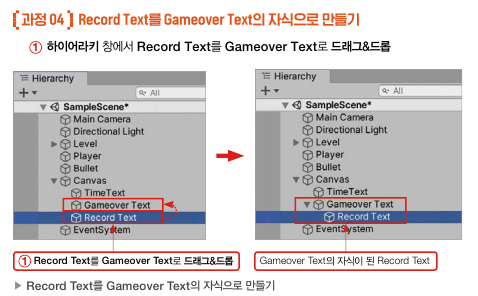 [과정 04] Record Text를 Gameover Text의 자식으로 만들기
① 하이어라키 창에서 Record Text를 Gameover Text로 드래그&드롭
Hierarchy
+ All
SampleScene*
Main Camera
Directional Light
Level
Player
Bullet
Canvas
TimeText
Gameover Text
Record Text
EventSystem
① Record Text를 Gameover Text로 드래그&드롭
Hierarchy
+ All
SampleScene*
Main Camera
Directional Light
Level
Player
Bullet
Canvas
TimeText
Gameover Text
Record Text
EventSystem
Gameover Text의 자식이 된 Record Text
▶ Record Text를 Gameover Text의 자식으로 만들기